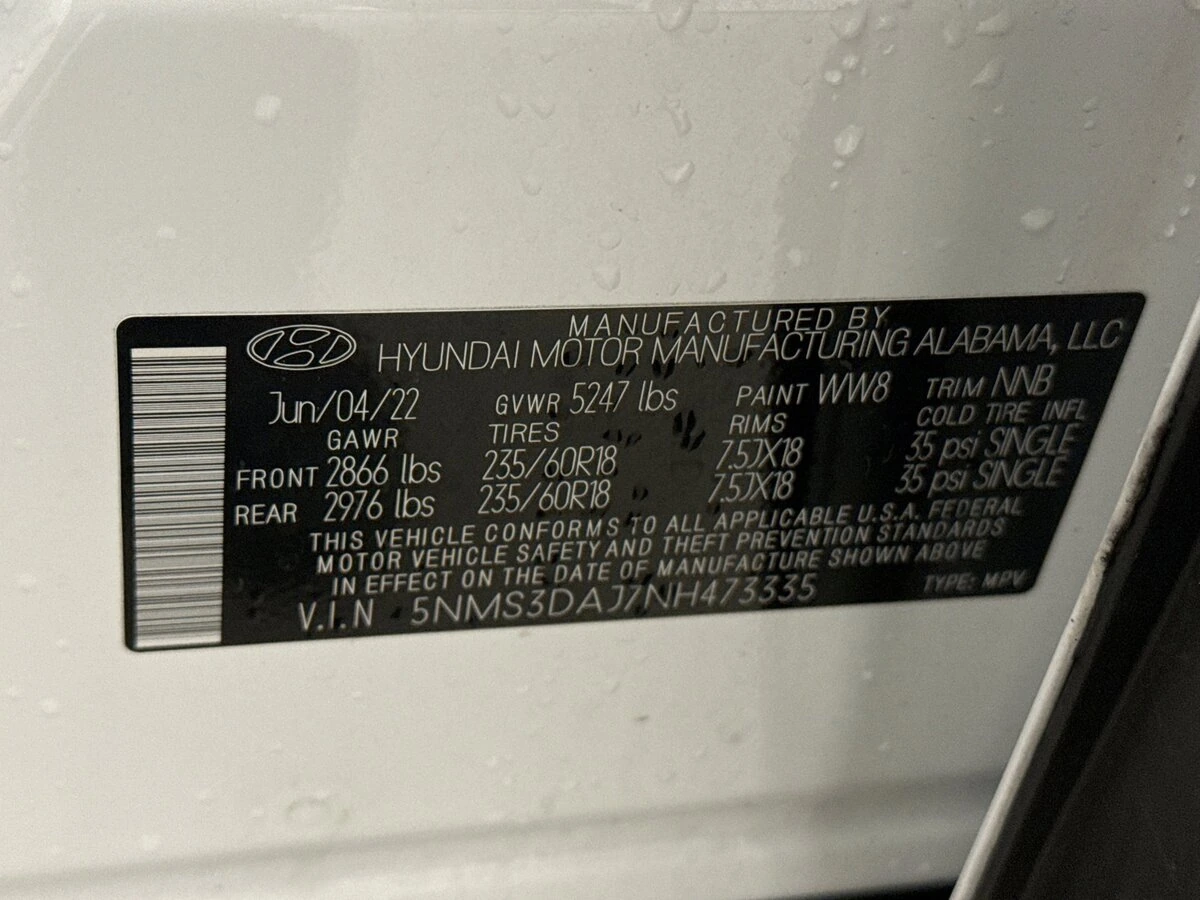 MANUFACTURED BY
HYUNDAI MOTOR MANUFACTURING ALABAMA, LLC
Jun/04/22 GVWR 5247 lbs PAINT WW8 TRIM NNB
GAWR TIRES RIMS COLD TIRE INFL
FRONT 2866 lbs 235/60R18 7.5JX18 35 psi SINGLE
REAR 2976 lbs 235/60R18 7.5JX18 35 psi SINGLE
THIS VEHICLE CONFORMS TO ALL APPLICABLE U.S.A. FEDERAL
MOTOR VEHICLE SAFETY AND THEFT PREVENTION STANDARDS
IN EFFECT ON THE DATE OF MANUFACTURE SHOWN ABOVE
V.I.N 5NMS3DAJ7NH473335 TYPE: MPV